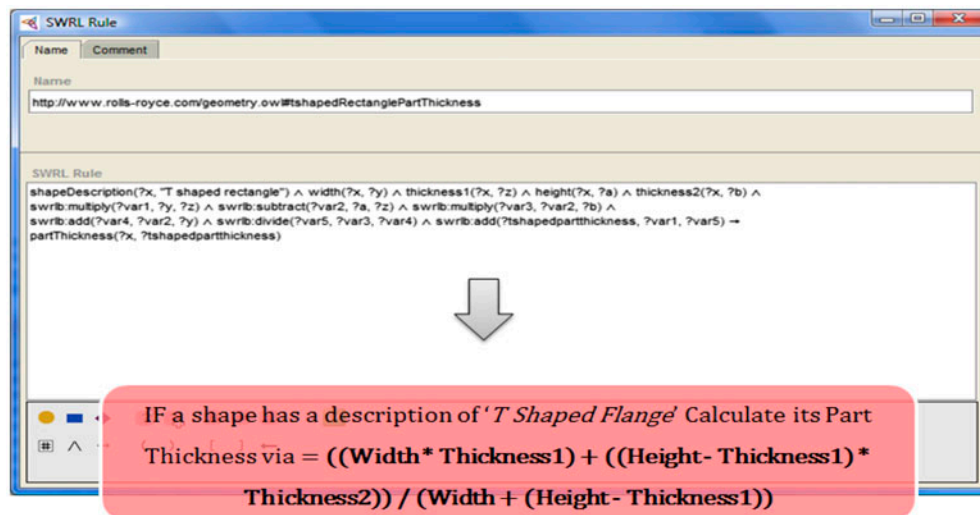 SWRL Rule
Name Comment
Name
http://www.rolls-royce.com/geometry.owl#tshapedRectanglePartThickness
SWRL Rule
shapeDescription(?x, "T shaped rectangle") ∧ width(?x, ?y) ∧ thickness1(?x, ?z) ∧ height(?x, ?a) ∧ thickness2(?x, ?b) ∧
swrlb:multiply(?var1, ?y, ?z) ∧ swrlb:subtract(?var2, ?a, ?z) ∧ swrlb:multiply(?var3, ?var2, ?b) ∧
swrlb:add(?var4, ?var2, ?y) ∧ swrlb:divide(?var5, ?var3, ?var4) ∧ swrlb:add(?tshapedpartthickness, ?var1, ?var5) →
partThickness(?x, ?tshapedpartthickness)
IF a shape has a description of ‘T Shaped Flange’ Calculate its Part
Thickness via = ((Width* Thickness1) + ((Height- Thickness1) *
Thickness2)) / (Width + (Height- Thickness1))